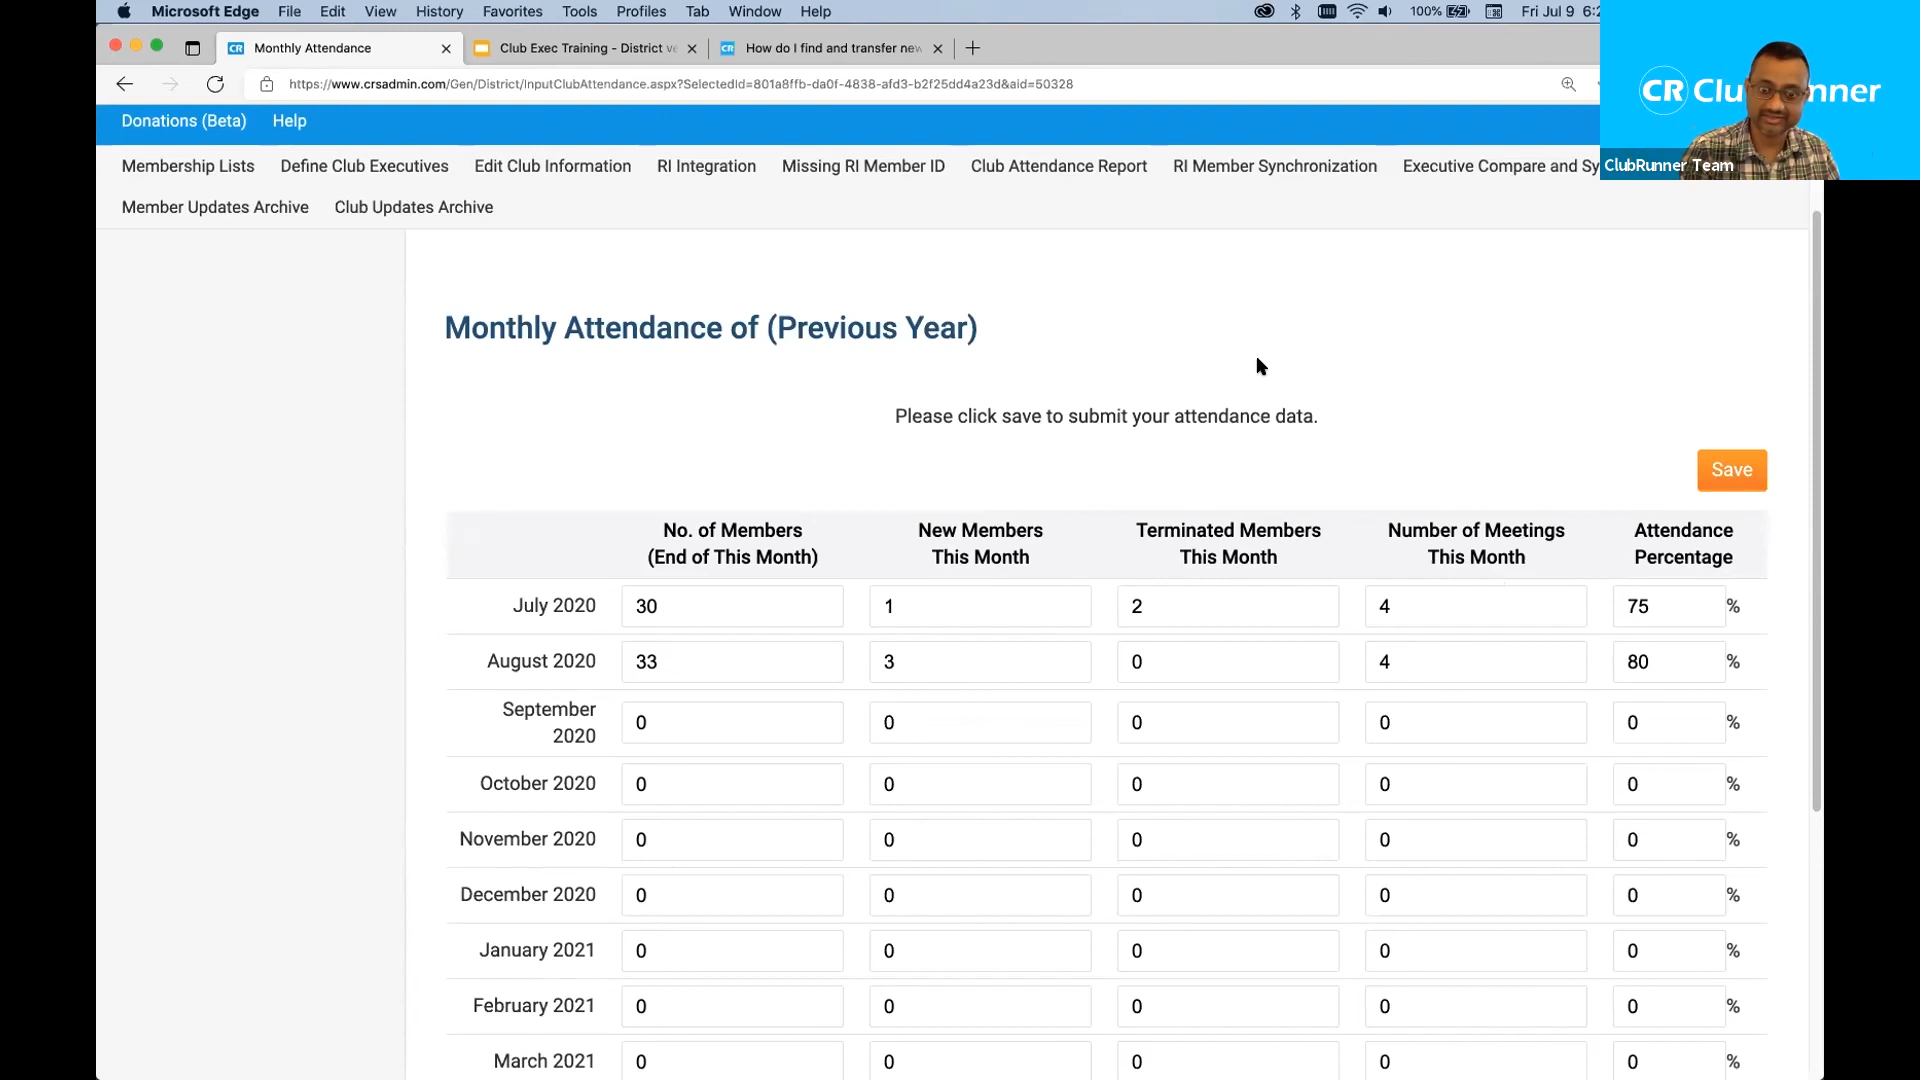 Microsoft Edge File Edit View History Favorites Tools Profiles Tab Window Help 100% Fri Jul 9 6:2
CR Monthly Attendance Club Exec Training - District ve CR How do I find and transfer new
https://www.crsadmin.com/Gen/District/InputClubAttendance.aspx?SelectedId=801a8ffb-da0f-4838-afd3-b2f25dd4a23d&aid=50328
CR Clu nner
Donations (Beta) Help
Membership Lists Define Club Executives Edit Club Information RI Integration Missing RI Member ID Club Attendance Report RI Member Synchronization Executive Compare and Sy
ClubRunner Team
Member Updates Archive Club Updates Archive
Monthly Attendance of (Previous Year)
Please click save to submit your attendance data.
Save
No. of Members New Members Terminated Members Number of Meetings Attendance
(End of This Month) This Month This Month This Month Percentage
July 2020 30 1 2 4 75 %
August 2020 33 3 0 4 80 %
September
2020 0 0 0 0 0 %
October 2020 0 0 0 0 0 %
November 2020 0 0 0 0 0 %
December 2020 0 0 0 0 0 %
January 2021 0 0 0 0 0 %
February 2021 0 0 0 0 0 %
March 2021 0 0 0 0 0 %